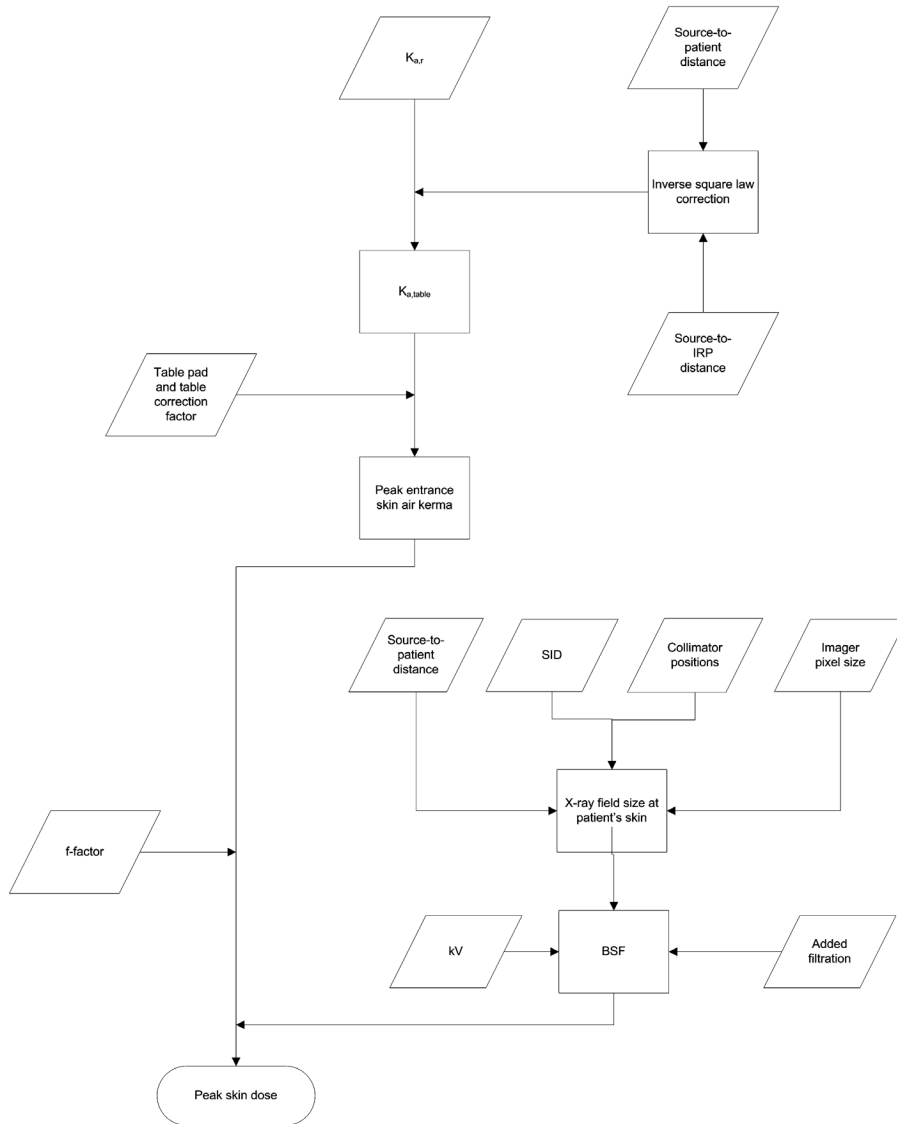 K a,r
Source-to-
patient
distance
Inverse square law
correction
K a,table
Source-to-
IRP
distance
Table pad
and table
correction
factor
Peak entrance
skin air kerma
Source-to-
patient
distance
SID
Collimator
positions
Imager
pixel size
X-ray field size at
patient's skin
f-factor
kV
BSF
Added
filtration
Peak skin dose